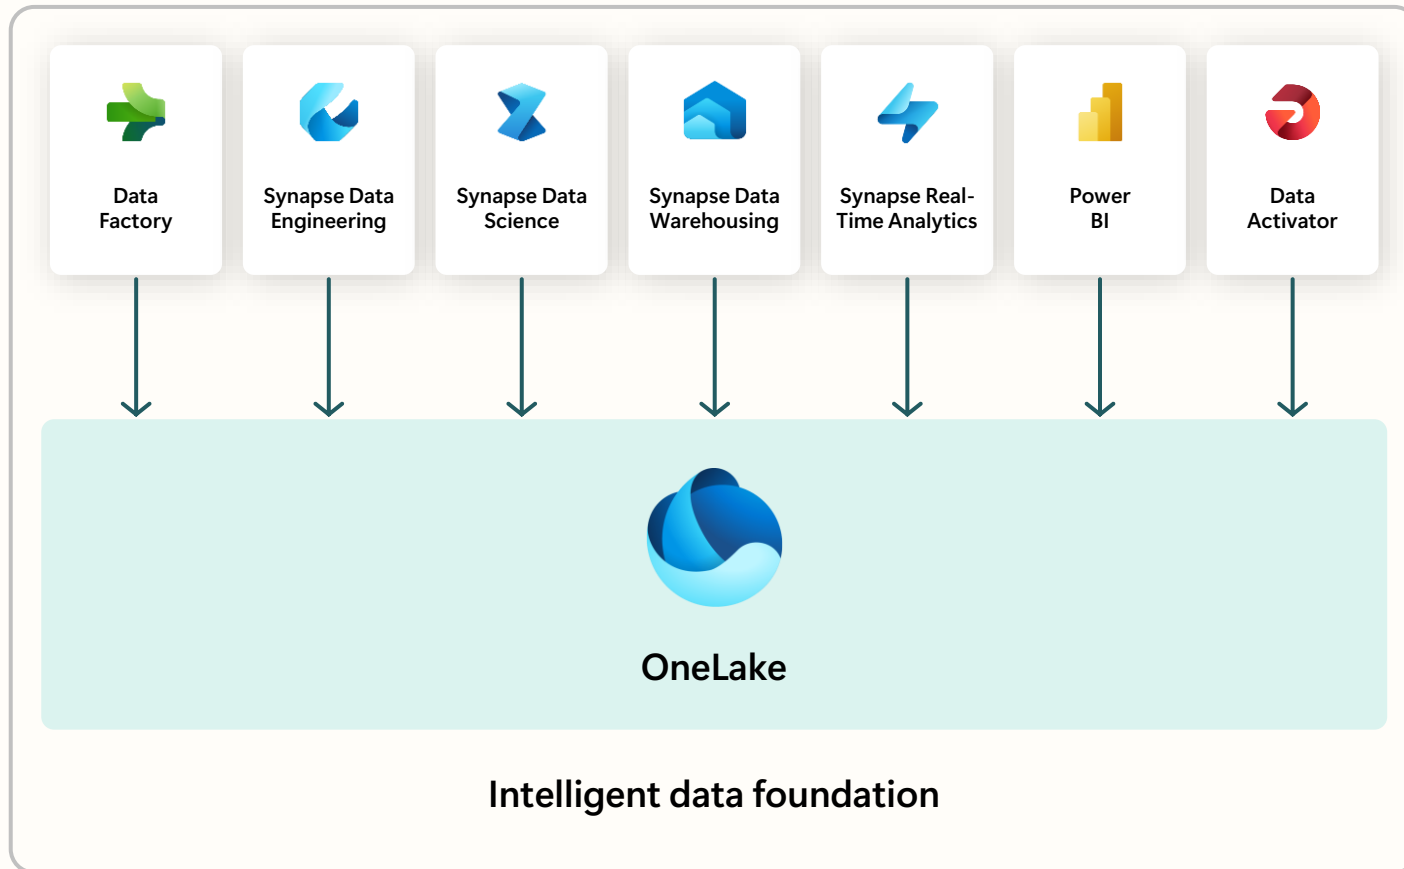 Data
Factory
Synapse Data
Engineering
Synapse Data
Science
Synapse Data
Warehousing
Synapse Real-
Time Analytics
Power
BI
Data
Activator
OneLake
Intelligent data foundation